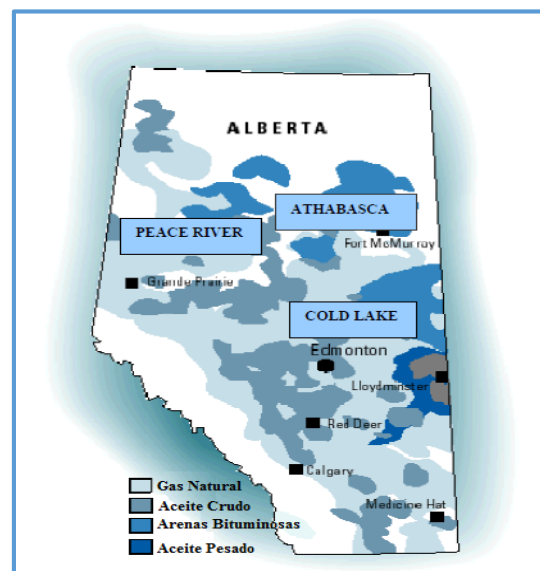 ALBERTA
ATHABASCA
PEACE RIVER
Fort McMurray
Grande Prairie
COLD LAKE
Edmonton
Lloydminster
Red Deer
Calgary
Gas Natural
Aceite Crudo
Medicine Hat
Arenas Bituminosas
Aceite Pesado